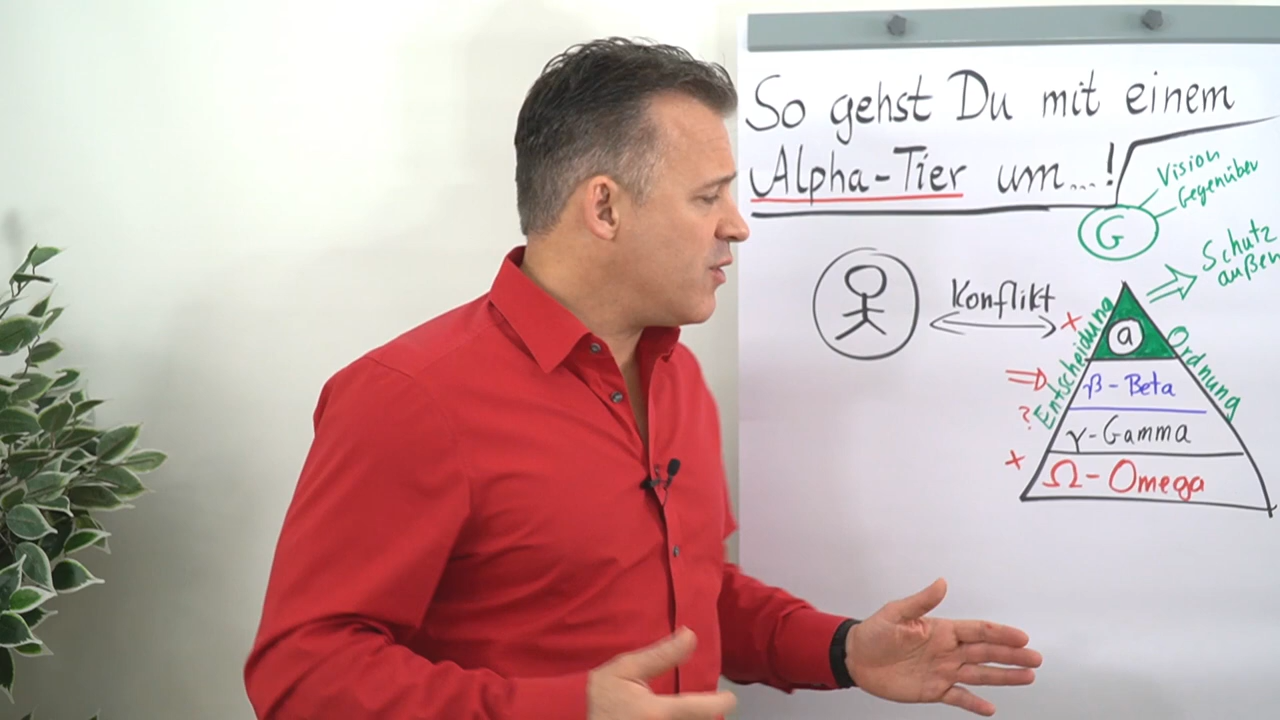 So gehst Du mit einem
Alpha-Tier um...!
Vision
Gegenüber
G
Schutz
außen
Konflikt
Entscheidung
a
Ordnung
β-Beta
?
γ-Gamma
Ω-Omega